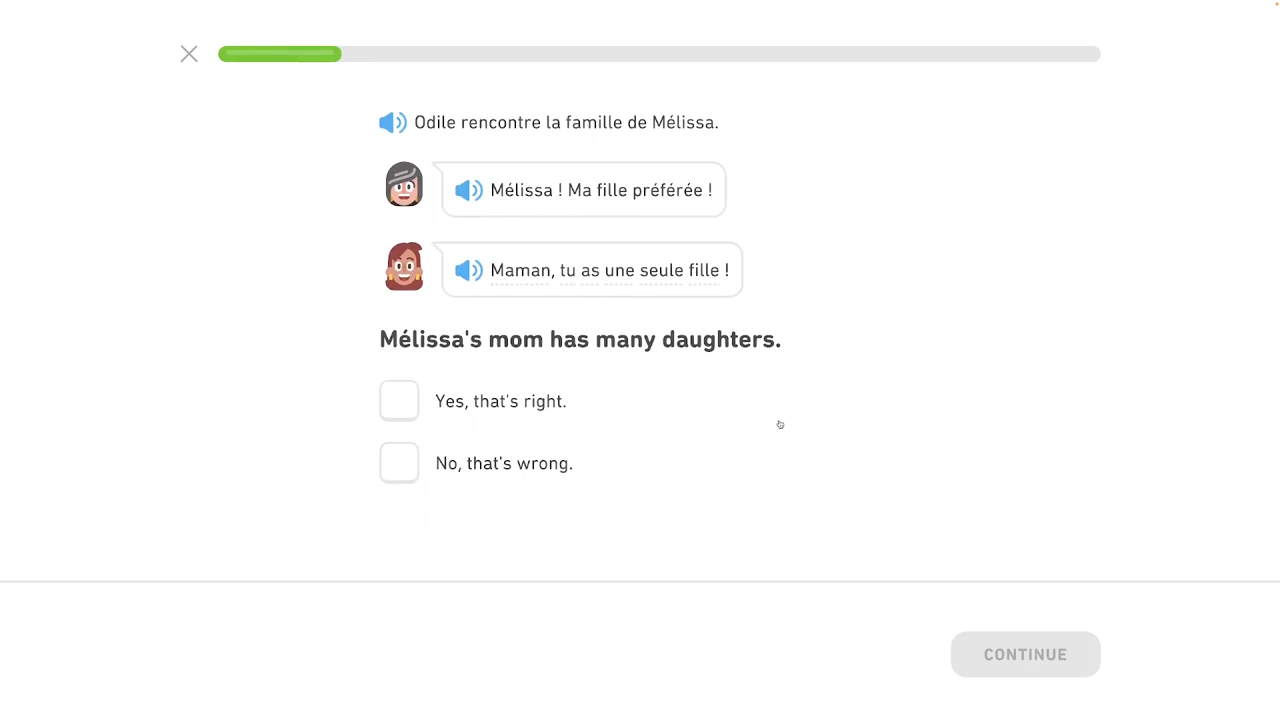 Odile rencontre la famille de Mélissa.
Mélissa ! Ma fille préférée !
Maman, tu as une seule fille !
Mélissa's mom has many daughters.
Yes, that's right.
No, that's wrong.
CONTINUE